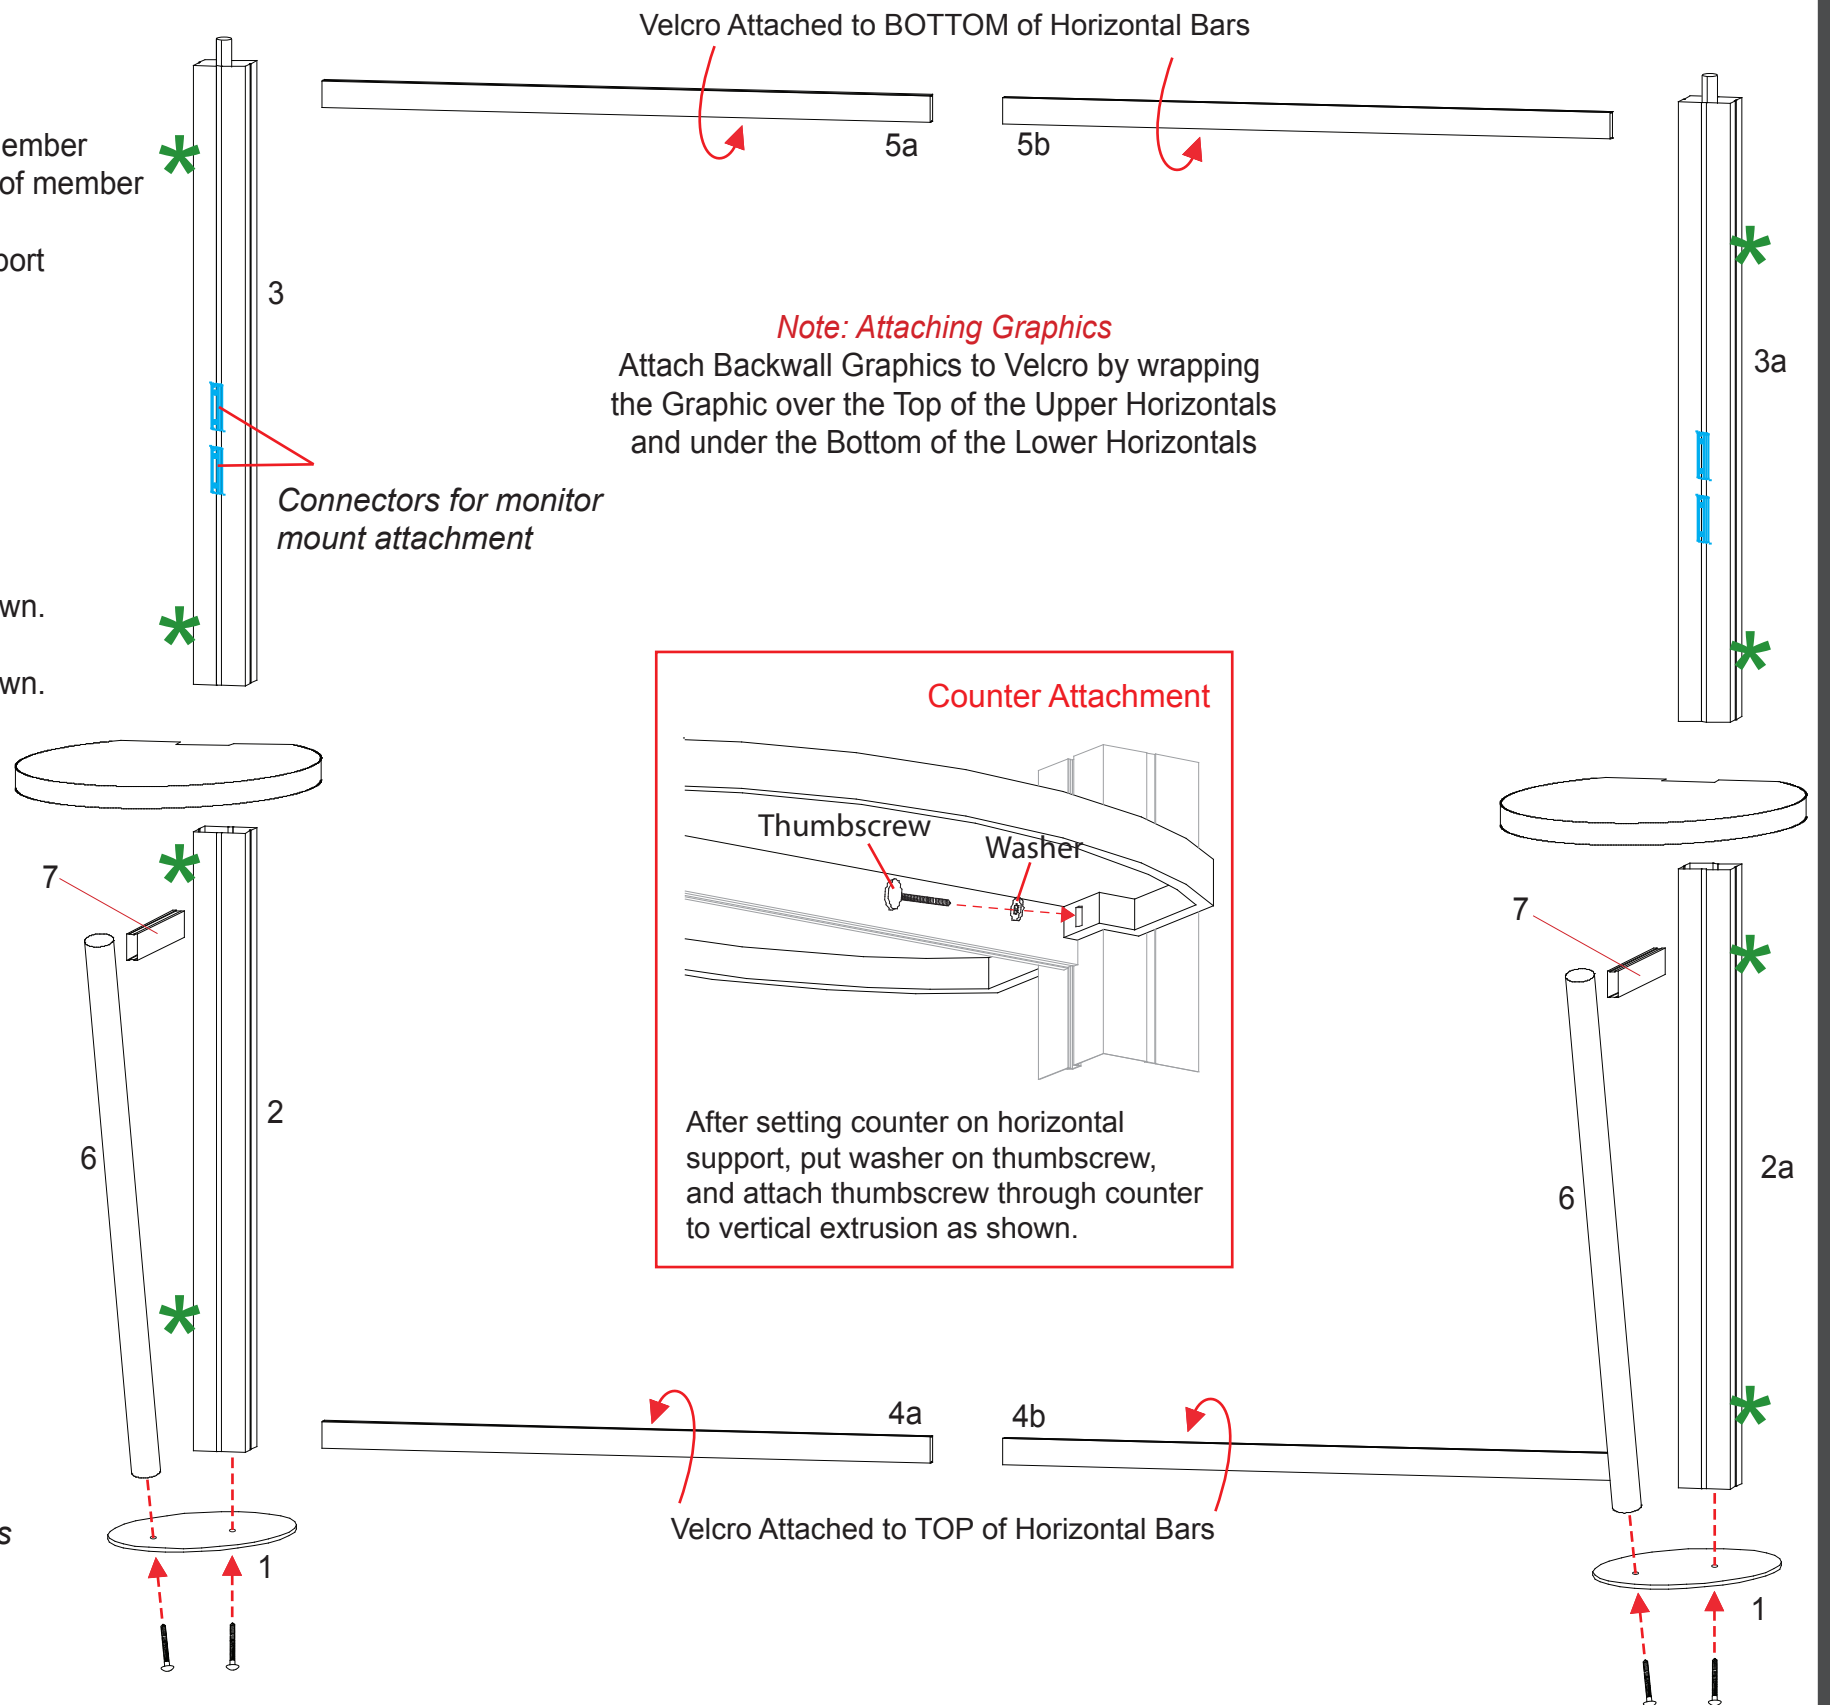 Velcro Attached to BOTTOM of Horizontal Bars
5a
5b
ember
of member
port
3
3a
Note: Attaching Graphics
Attach Backwall Graphics to Velcro by wrapping
the Graphic over the Top of the Upper Horizontals
and under the Bottom of the Lower Horizontals
Connectors for monitor
mount attachment
wn.
wn.
Counter Attachment
Thumbscrew
Washer
After setting counter on horizontal
support, put washer on thumbscrew,
and attach thumbscrew through counter
to vertical extrusion as shown.
7
7
2
6
2a
6
4a
4b
Velcro Attached to TOP of Horizontal Bars
s
1
1